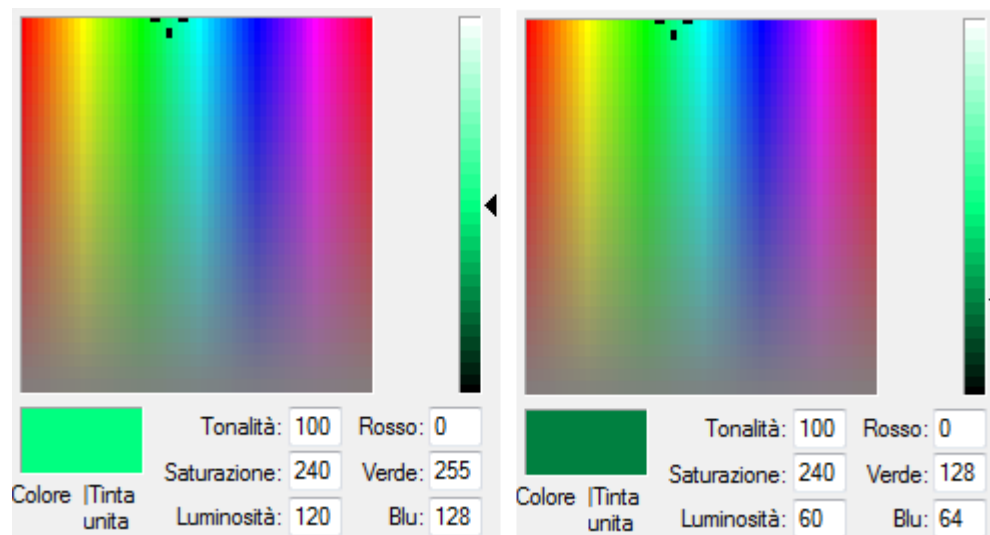 Tonalità: 100 Rosso: 0
Saturazione: 240 Verde: 255
Colore |Tinta
unita
Luminosità: 120 Blu: 128
Tonalità: 100 Rosso: 0
Saturazione: 240 Verde: 128
Colore |Tinta
unita
Luminosità: 60 Blu: 64